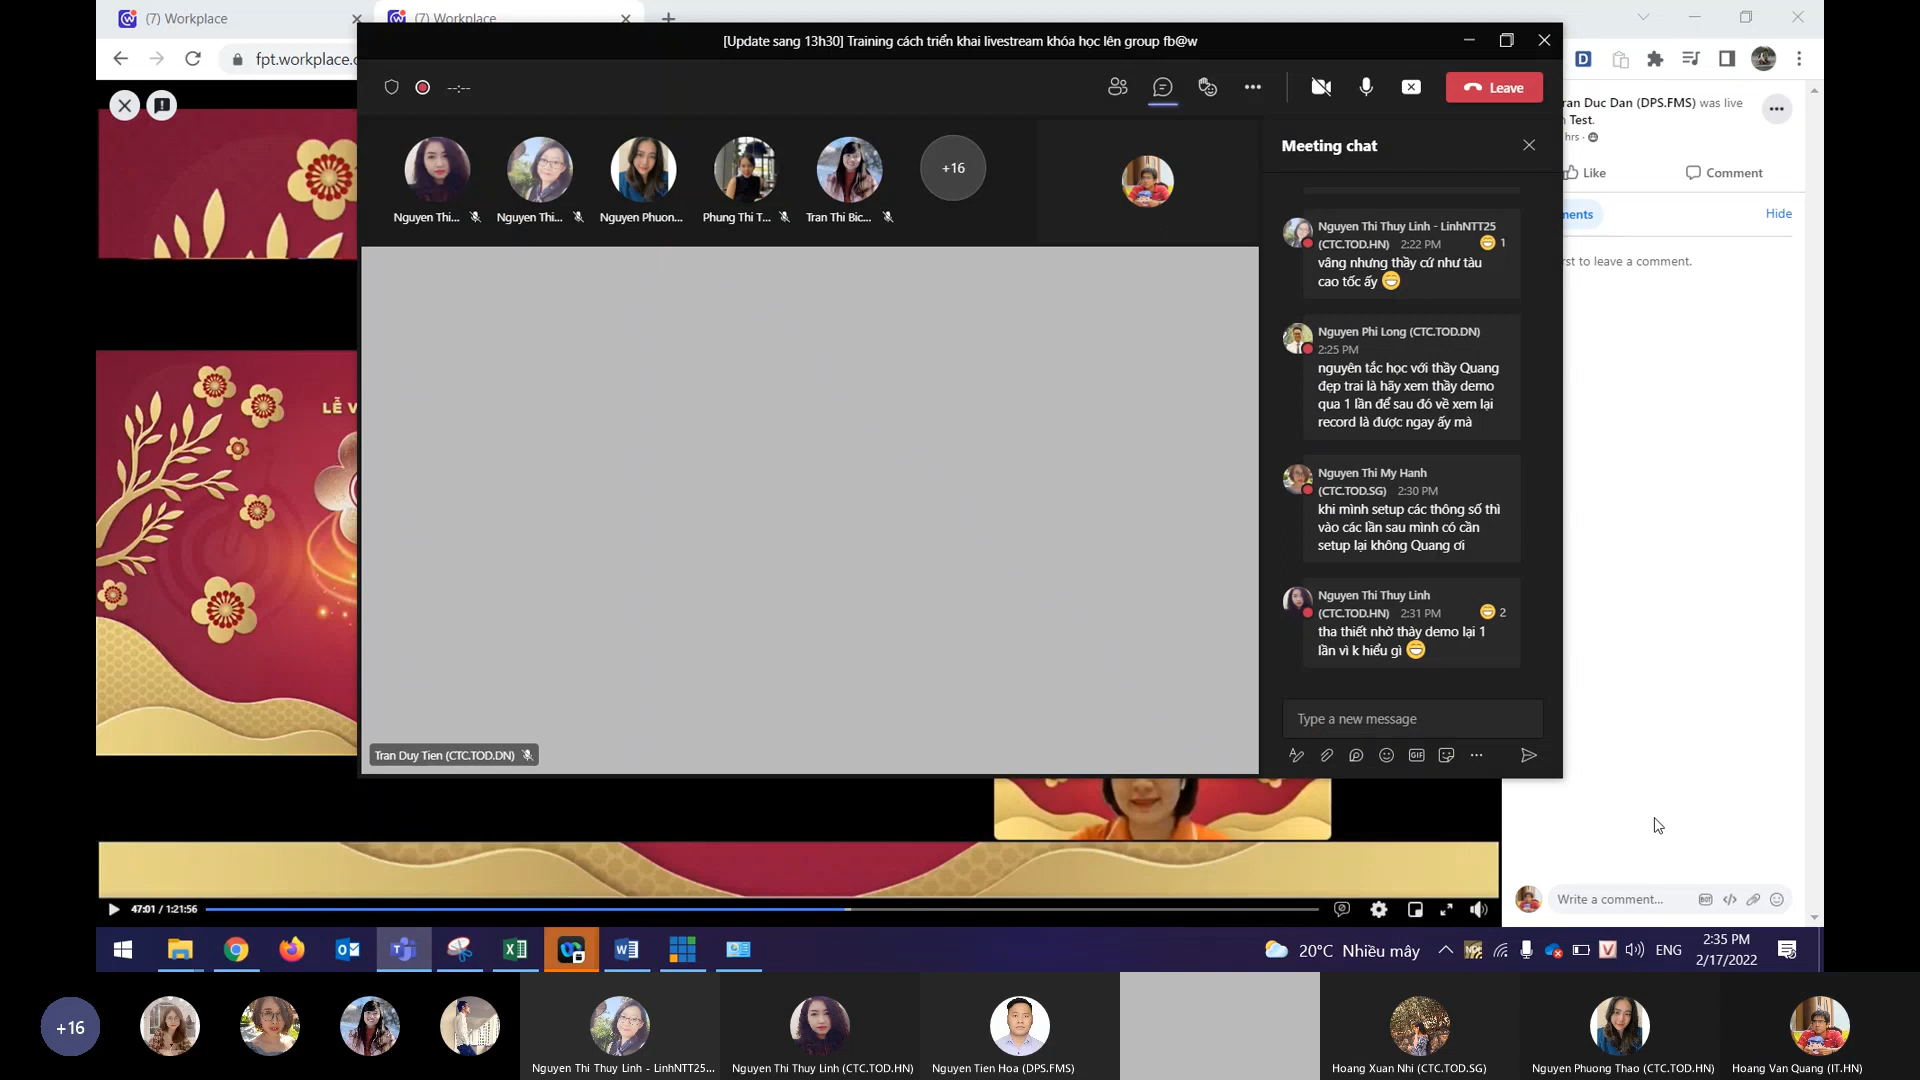 (7) Workplace
(7) Workplace
fpt.workplace.c
[Update sang 13h30] Training cách triển khai livestream khóa học lên group fb@w
--:--
Leave
Nguyen Thi...
Nguyen Thi...
Nguyen Phuon...
Phung Thi T...
Tran Thi Bic...
+16
Meeting chat
Nguyen Thi Thuy Linh - LinhNTT25
(CTC.TOD.HN) 2:22 PM
1
vâng nhưng thầy cứ như tàu
cao tốc ấy
Nguyen Phi Long (CTC.TOD.DN)
2:25 PM
nguyên tắc học với thầy Quang
đẹp trai là hãy xem thầy demo
qua 1 lần để sau đó về xem lại
record là được ngay ấy mà
Nguyen Thi My Hanh
(CTC.TOD.SG) 2:30 PM
khi mình setup các thông số thì
vào các lần sau mình có cần
setup lại không Quang ơi
Nguyen Thi Thuy Linh
(CTC.TOD.HN) 2:31 PM
2
tha thiết nhờ thày demo lại 1
lần vì k hiểu gì
Type a new message
GIF
Tran Duy Tien (CTC.TOD.DN)
ran Duc Dan (DPS.FMS) was live
Test.
hrs
Like
Comment
ments
Hide
rst to leave a comment.
Write a comment...
LỄ V
47:01 / 1:21:56
20°C Nhiều mây
ENG
2:35 PM
2/17/2022
+16
Nguyen Thi Thuy Linh - LinhNTT25...
Nguyen Thi Thuy Linh (CTC.TOD.HN)
Nguyen Tien Hoa (DPS.FMS)
Hoang Xuan Nhi (CTC.TOD.SG)
Nguyen Phuong Thao (CTC.TOD.HN)
Hoang Van Quang (IT.HN)